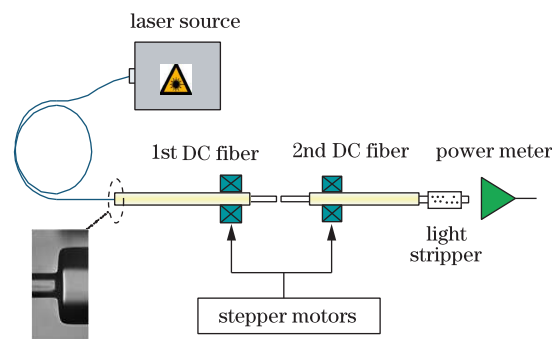 laser source
1st DC fiber
2nd DC fiber
power meter
light
stripper
stepper motors